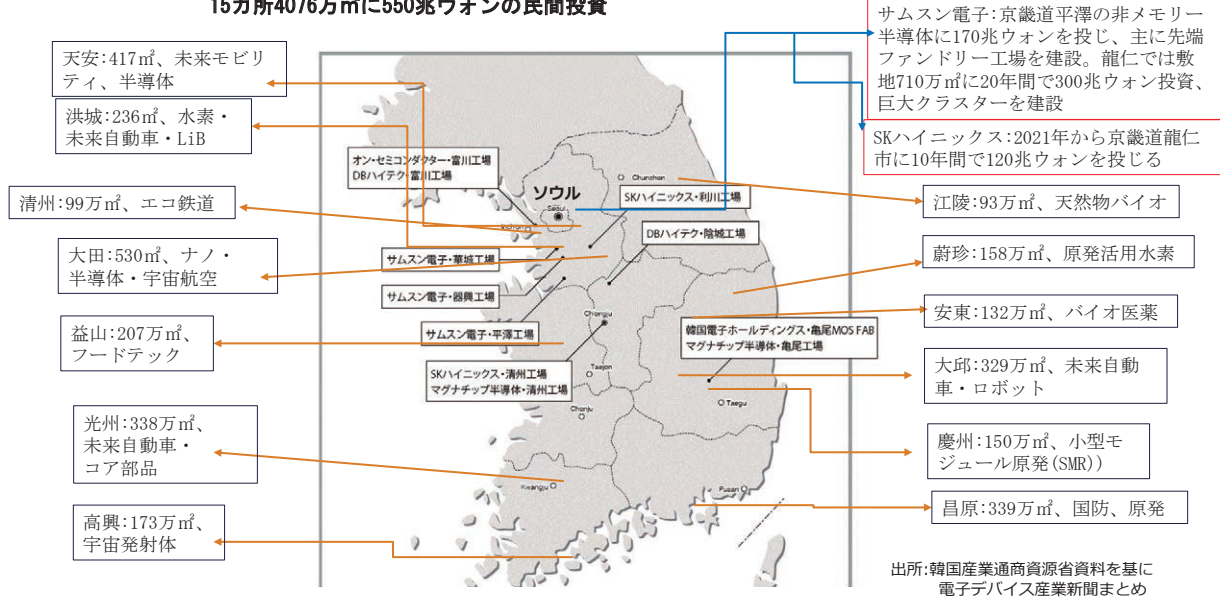 15カ所4076万㎡に550兆ウォンの民間投資
天安:417㎡、未来モビリ
ティ、半導体
洪城:236㎡、水素・
未来自動車・LiB
清州:99万㎡、エコ鉄道
大田:530㎡、ナノ・
半導体・宇宙航空
益山:207万㎡、
フードテック
光州:338万㎡、
未来自動車・
コア部品
高興:173万㎡、
宇宙発射体
オン・セミコンダクター・富川工場
DBハイテク・富川工場
ソウル
Seoul
Chunchon
SKハイニックス・利川工場
DBハイテク・陰城工場
サムスン電子・華城工場
サムスン電子・器興工場
サムスン電子・平澤工場
Chongju
SKハイニックス・清州工場
マグナチップ半導体・清州工場
Taejon
韓国電子ホールディングス・亀尾MOS FAB
マグナチップ半導体・亀尾工場
Taegu
Chonju
Kwangju
Pusan
サムスン電子:京畿道平澤の非メモリー
半導体に170兆ウォンを投じ、主に先端
ファンドリー工場を建設。龍仁では敷
地710万㎡に20年間で300兆ウォン投資、
巨大クラスターを建設
SKハイニックス:2021年から京畿道龍仁
市に10年間で120兆ウォンを投じる
江陵:93万㎡、天然物バイオ
蔚珍:158万㎡、原発活用水素
安東:132万㎡、バイオ医薬
大邱:329万㎡、未来自動
車・ロボット
慶州:150万㎡、小型モ
ジュール原発(SMR))
昌原:339万㎡、国防、原発
出所:韓国産業通商資源省資料を基に
電子デバイス産業新聞まとめ